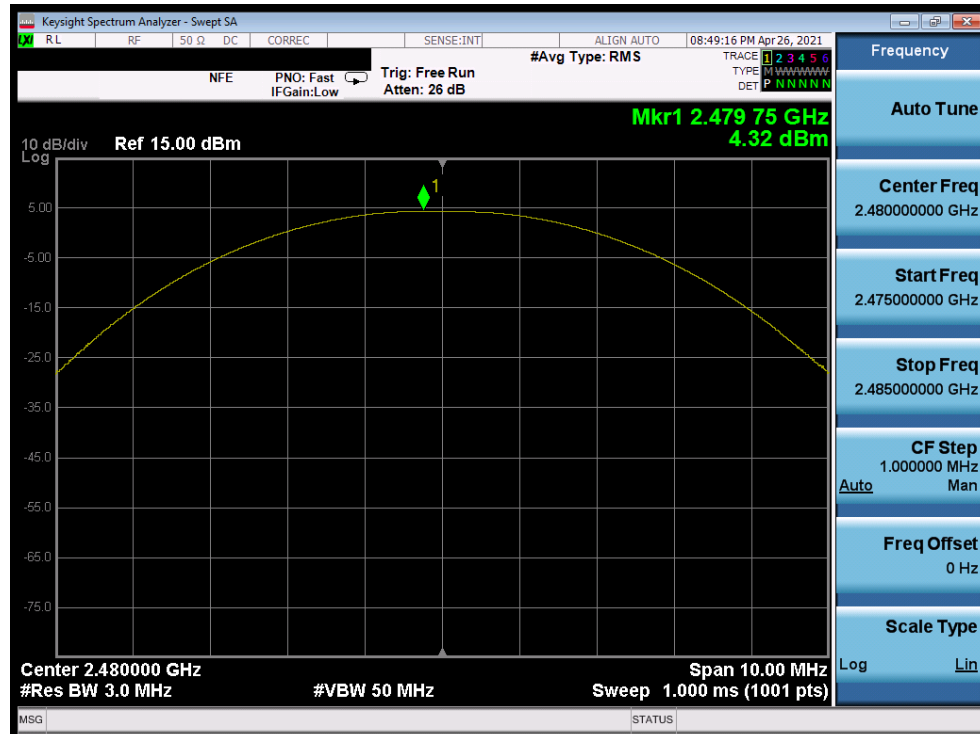 Keysight Spectrum Analyzer - Swept SA
LXI RL RF 50 Ω DC CORREC SENSE:INT ALIGN AUTO 08:49:16 PM Apr 26, 2021
#Avg Type: RMS
TRACE 1 2 3 4 5 6
TYPE M WWWWW
DET P N N N N N
NFE
PNO: Fast
IFGain:Low
Trig: Free Run
Atten: 26 dB
Mkr1 2.479 75 GHz
4.32 dBm
10 dB/div
Log
Ref 15.00 dBm
1
5.00
-5.00
-15.0
-25.0
-35.0
-45.0
-55.0
-65.0
-75.0
Center 2.480000 GHz
Span 10.00 MHz
#Res BW 3.0 MHz
#VBW 50 MHz
Sweep 1.000 ms (1001 pts)
MSG
STATUS
Frequency
Auto Tune
Center Freq
2.480000000 GHz
Start Freq
2.475000000 GHz
Stop Freq
2.485000000 GHz
CF Step
1.000000 MHz
Auto Man
Freq Offset
0 Hz
Scale Type
Log Lin